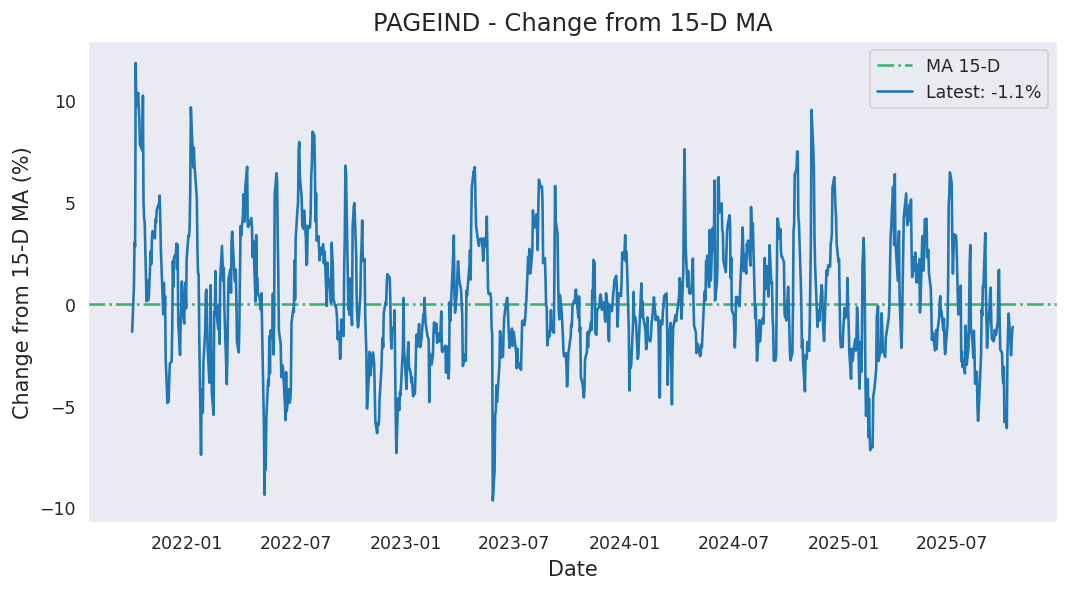 PAGEIND - Change from 15-D MA
MA 15-D
Latest: -1.1%
Change from 15-D MA (%)
10
5
0
−5
−10
2022-01
2022-07
2023-01
2023-07
2024-01
2024-07
2025-01
2025-07
Date